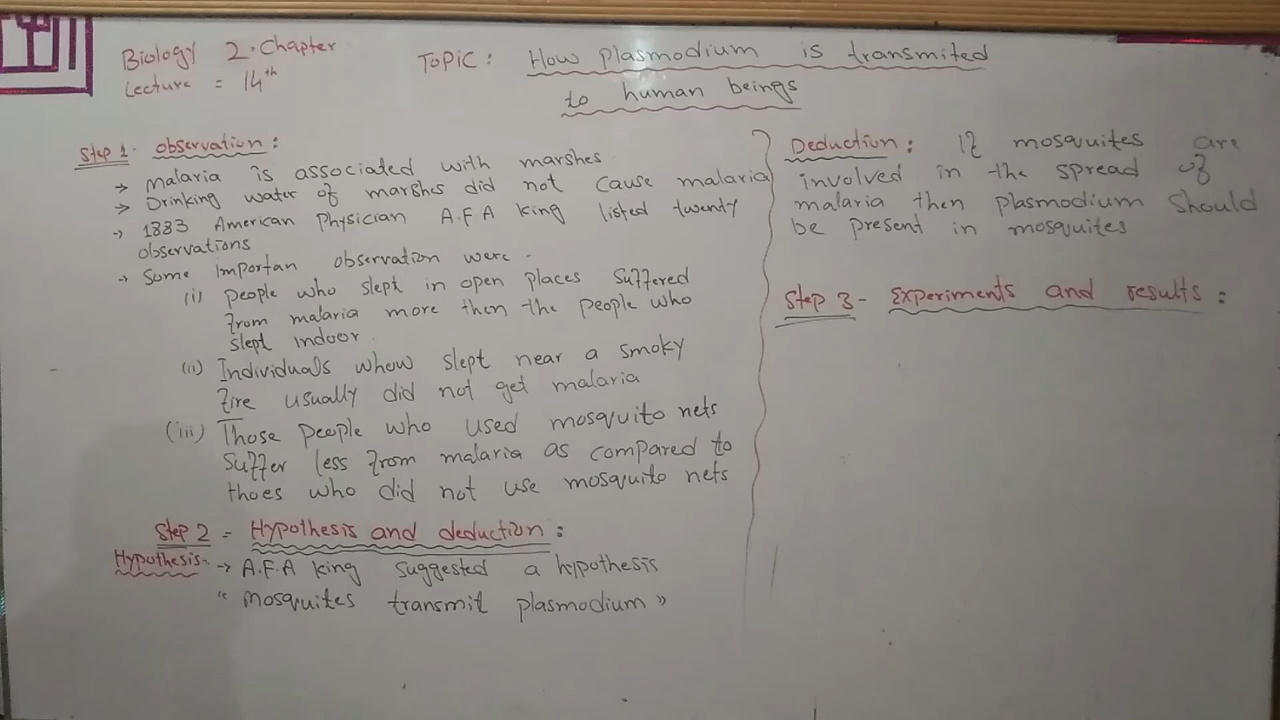 Biology 2.Chapter
Lecture = 14th
Topic: How plasmodium is transmited
to human beings
Step 1. observation:
→ Malaria is associated with marshes
→ Drinking water of marshes did not cause malaria
→ 1883 American Physician A.F.A king listed twenty
observations
→ Some importan observation were.
(i) people who slept in open places suffered
from malaria more then the people who
slept indoor.
(ii) Individuals whow slept near a smoky
fire usually did not get malaria
(iii) Those people who used mosquito nets
suffer less from malaria as compared to
thoes who did not use mosquito nets
Step 2 = Hypothesis and deduction:
Hypothesis. → A.F.A king suggested a hypothesis
" mosquites transmit plasmodium "
Deduction: If mosquites are
involved in the spread of
malaria then plasmodium should
be present in mosquites
Step 3- Experiments and results: